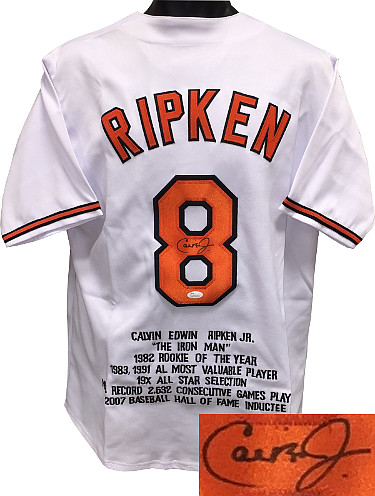 RIPKEN
8
CALVIN EDWIN RIPKEN JR.
"THE IRON MAN"
1982 ROOKIE OF THE YEAR
1983, 1991 AL MOST VALUABLE PLAYER
19X ALL STAR SELECTION
RECORD 2,632 CONSECUTIVE GAMES PLAY
2007 BASEBALL HALL OF FAME INDUCTEE